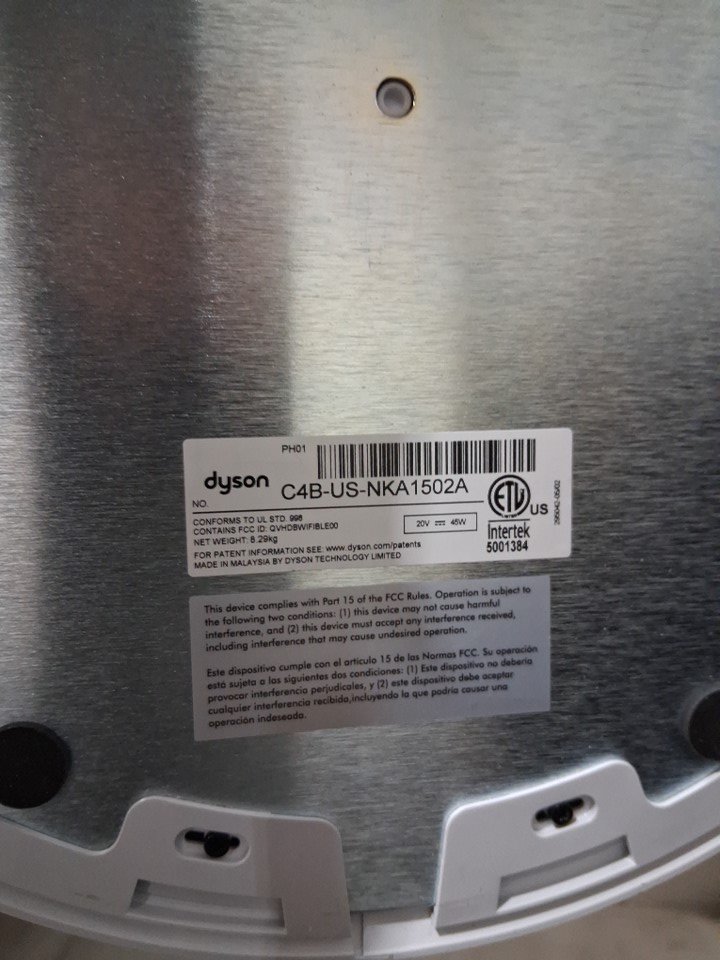 PH01
dyson
NO.
C4B-US-NKA1502A
CONFORMS TO UL STD. 998
CONTAINS FCC ID: QVHDBWIFIBLE00
NET WEIGHT: 8.29kg
20V 45W
FOR PATENT INFORMATION SEE: www.dyson.com/patents
MADE IN MALAYSIA BY DYSON TECHNOLOGY LIMITED
ETL
US
Intertek
5001384
This device complies with Part 15 of the FCC Rules. Operation is subject to
the following two conditions: (1) this device may not cause harmful
interference, and (2) this device must accept any interference received,
including interference that may cause undesired operation.
Este dispositivo cumple con el articulo 15 de las Normas FCC. Su operación
está sujeta a las siguientes dos condiciones: (1) Este dispositivo no debería
provocar interferencia perjudicales, y (2) este dispositivo debe aceptar
cualquier interferencia recibida,incluyendo la que podría causar una
operación indeseada.